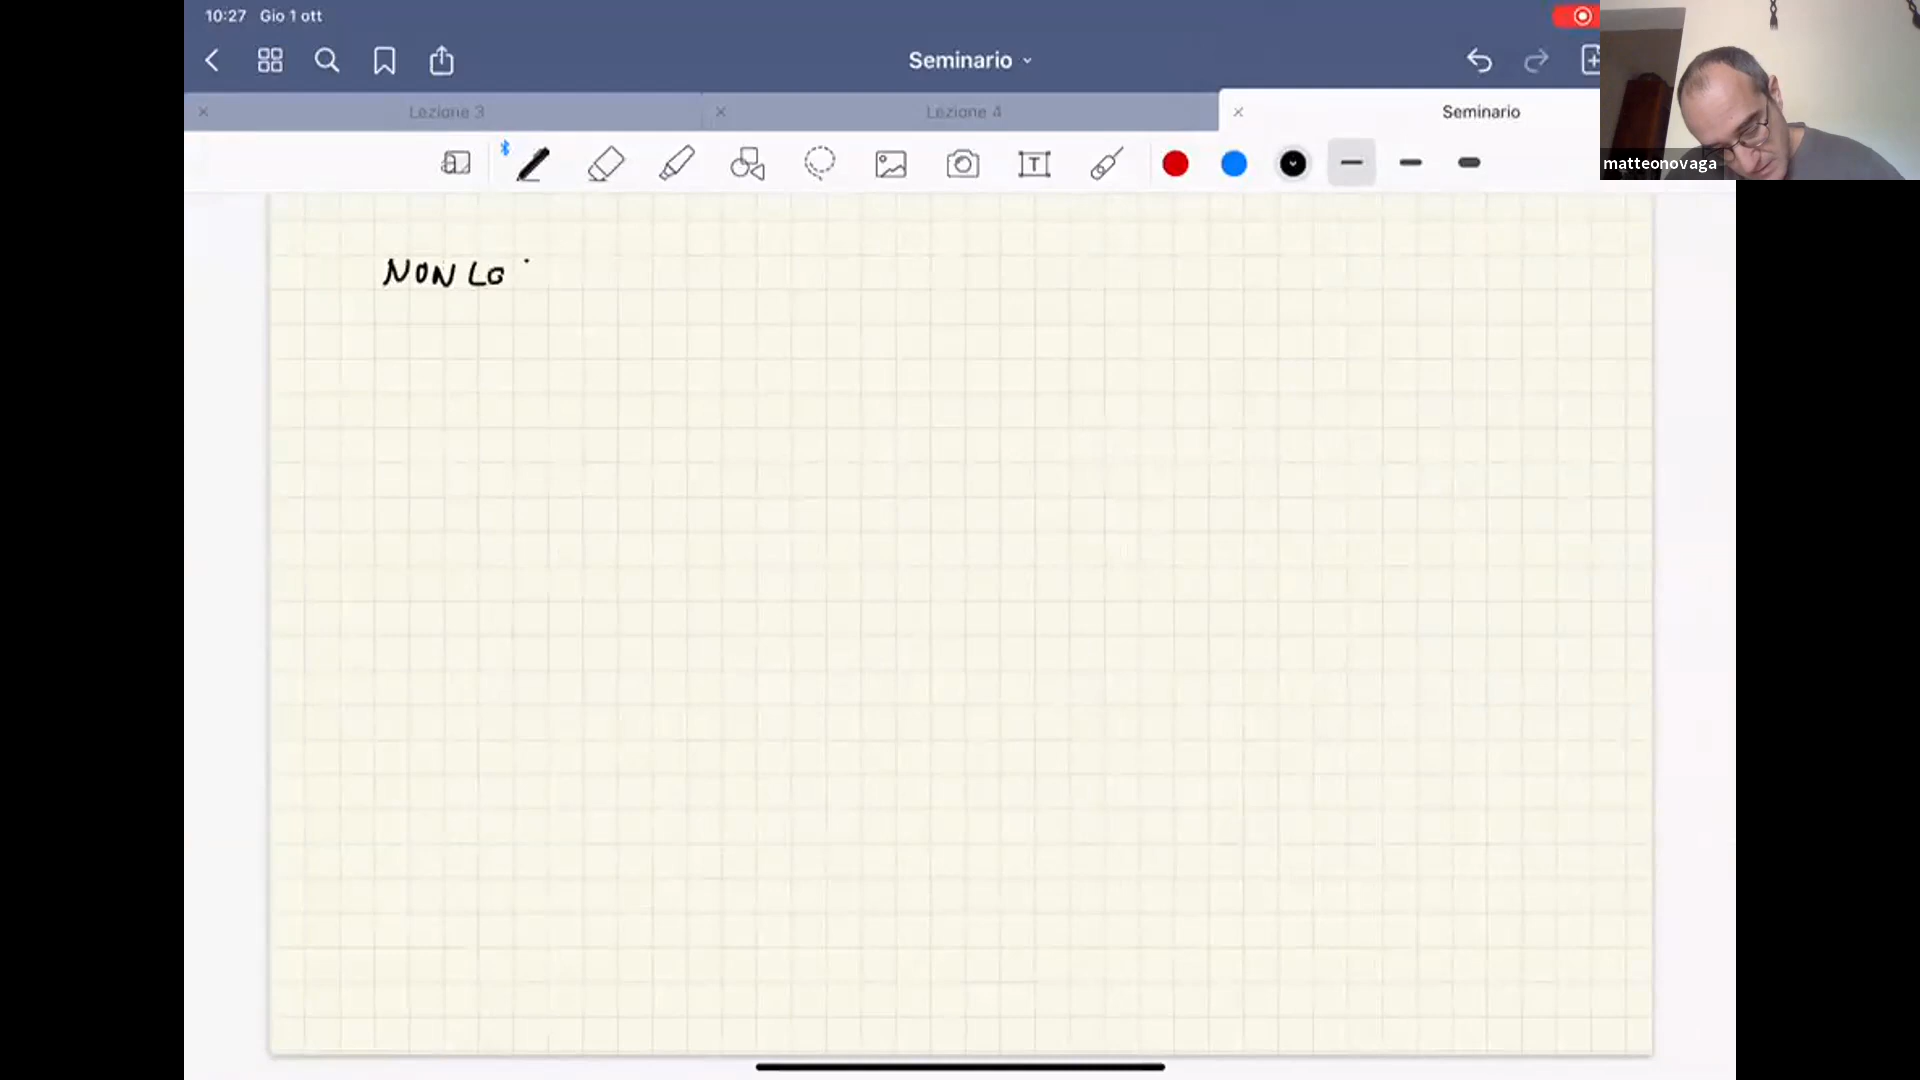 10:27 Gio 1 ott
Seminario
Lezione 3
Lezione 4
Seminario
matteonovaga
NON LO